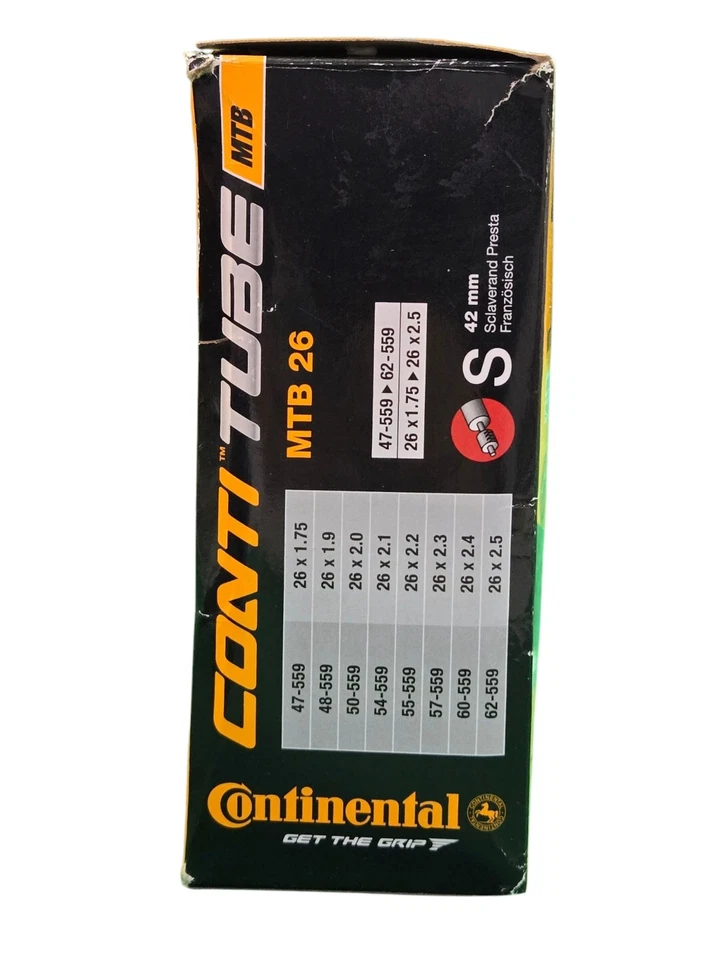 CONTI™ TUBE MTB
MTB 26
47-559 ▶ 62-559
26 x 1.75 ▶ 26 x 2.5
S
42 mm
Sclaverand Presta
Französisch
47-559 26 x 1.75
48-559 26 x 1.9
50-559 26 x 2.0
54-559 26 x 2.1
55-559 26 x 2.2
57-559 26 x 2.3
60-559 26 x 2.4
62-559 26 x 2.5
Continental
GET THE GRIP
CONTINENTAL
CONTINENTAL